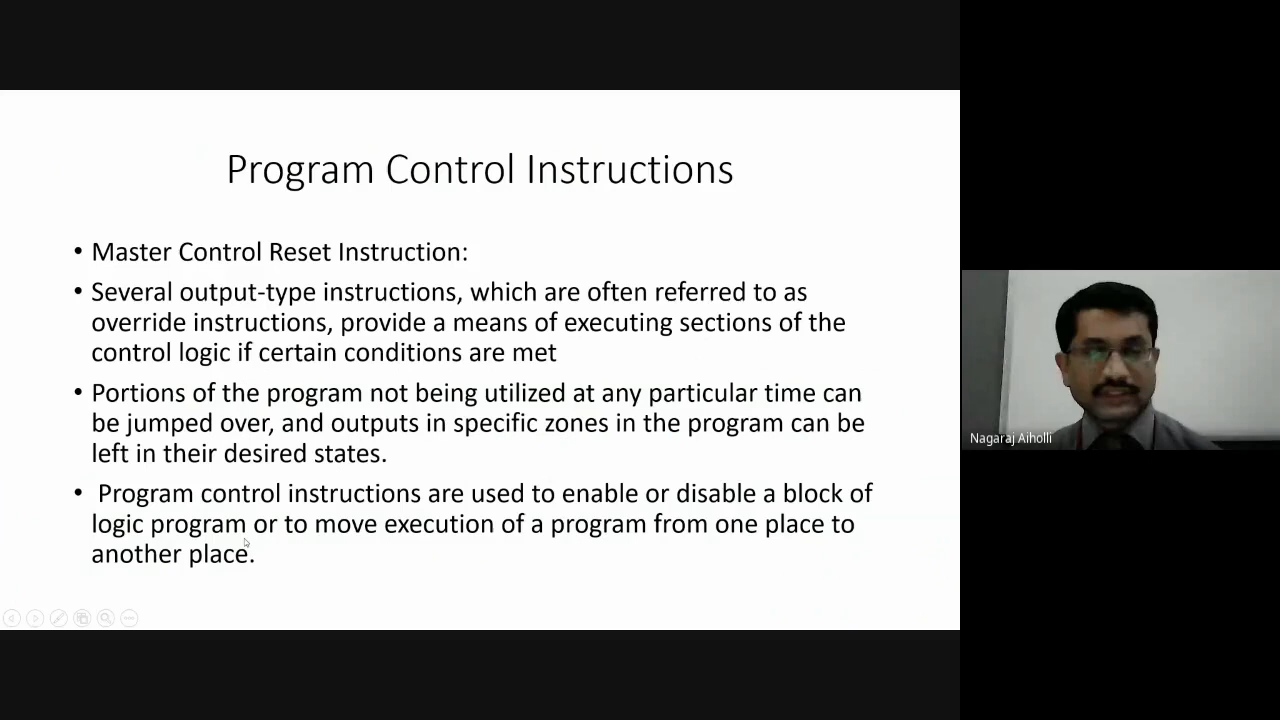 Program Control Instructions
• Master Control Reset Instruction:
• Several output-type instructions, which are often referred to as
override instructions, provide a means of executing sections of the
control logic if certain conditions are met
• Portions of the program not being utilized at any particular time can
be jumped over, and outputs in specific zones in the program can be
left in their desired states.
• Program control instructions are used to enable or disable a block of
logic program or to move execution of a program from one place to
another place.
Nagaraj Aiholli